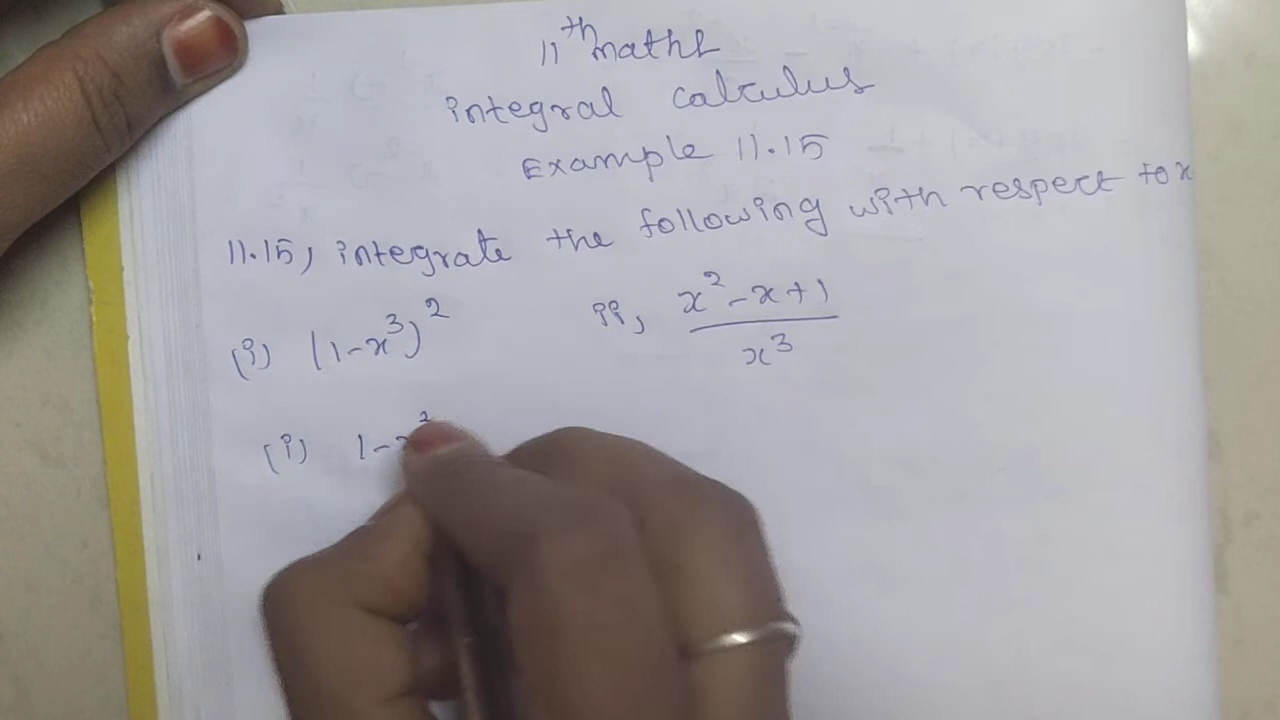 11th maths
integral calculus
Example 11.15
11.15, integrate the following with respect to x
(i) (1-x³)² ii, x²-x+1 / x³
(i) 1-